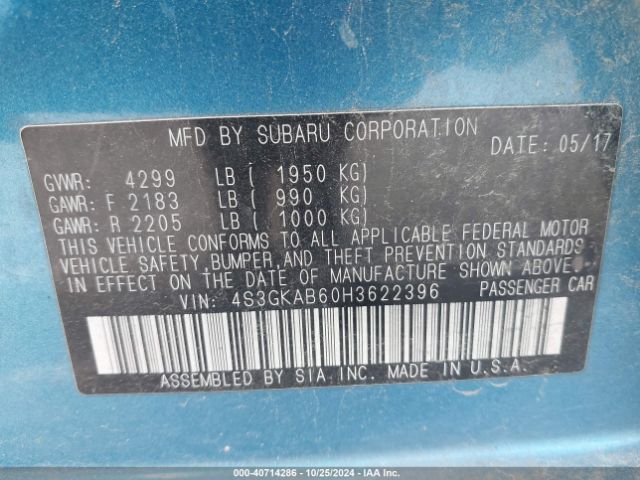 MFD BY SUBARU CORPORATION DATE: 05/17
GVWR: 4299 LB ( 1950 KG)
GAWR: F 2183 LB ( 990 KG)
GAWR: R 2205 LB ( 1000 KG)
THIS VEHICLE CONFORMS TO ALL APPLICABLE FEDERAL MOTOR
VEHICLE SAFETY, BUMPER, AND THEFT PREVENTION STANDARDS
IN EFFECT ON THE DATE OF MANUFACTURE SHOWN ABOVE.
VIN: 4S3GKAB60H3622396 PASSENGER CAR
ASSEMBLED BY SIA, INC. MADE IN U.S.A.
000-40714286 - 10/25/2024 - IAA Inc.